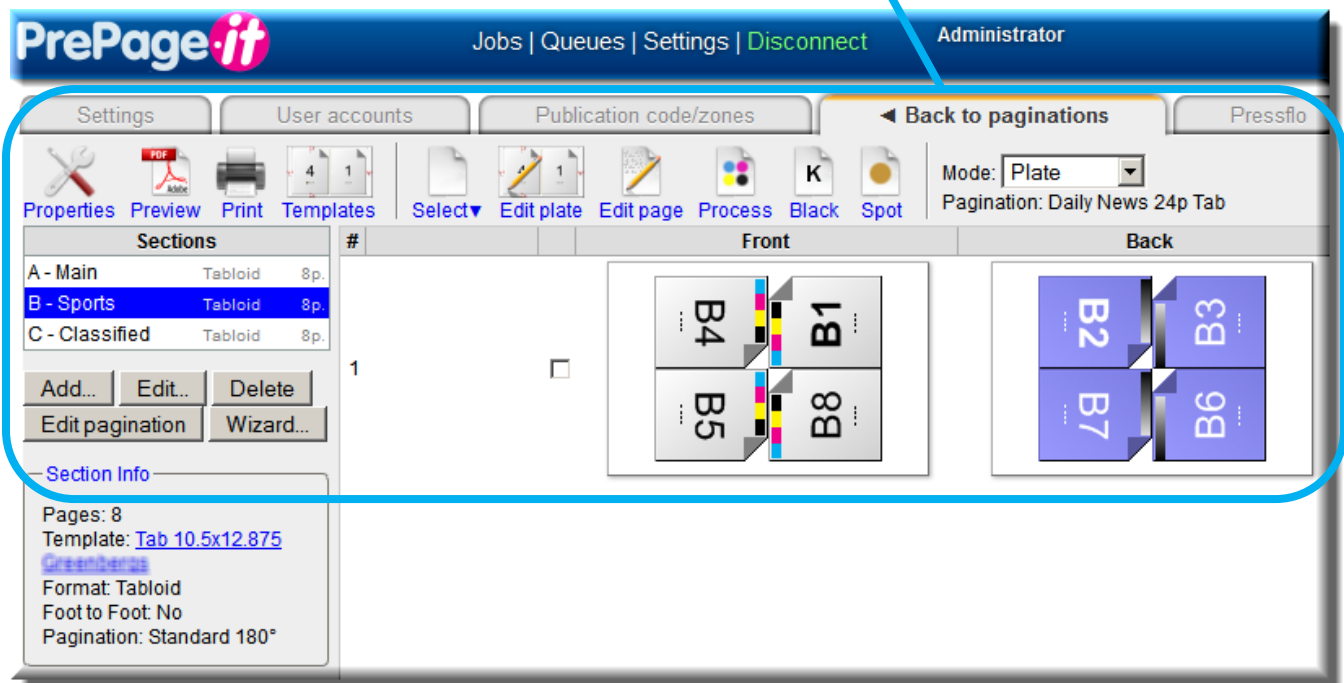 PrePage-it
Jobs | Queues | Settings | Disconnect
Administrator
Settings
User accounts
Publication code/zones
◄ Back to paginations
Pressflo
PDF
Adobe
4 1
4 1
K
Properties Preview Print Templates Select▾ Edit plate Edit page Process Black Spot
Mode: Plate
Pagination: Daily News 24p Tab
Sections
# Front Back
A - Main Tabloid 8p.
B - Sports Tabloid 8p.
C - Classified Tabloid 8p.
Add... Edit... Delete
Edit pagination Wizard...
1
B4 B1
B5 B8
B2 B3
B7 B6
Section Info
Pages: 8
Template: Tab 10.5x12.875
Format: Tabloid
Foot to Foot: No
Pagination: Standard 180°